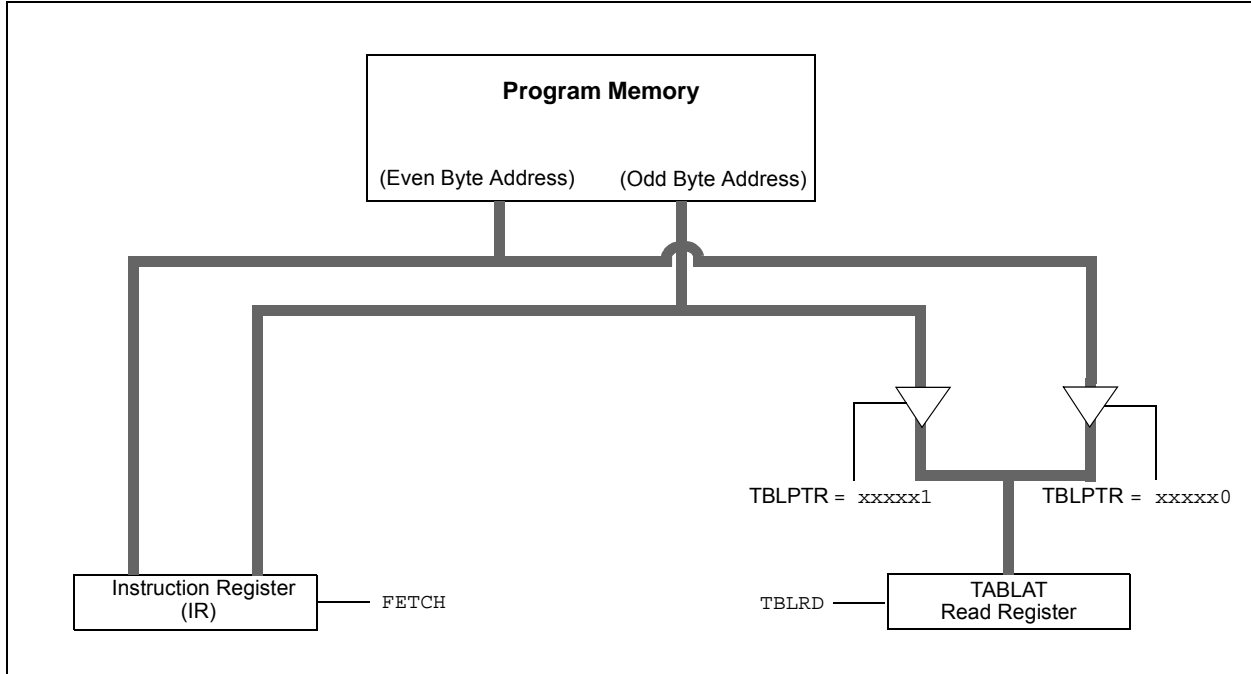 Program Memory
(Even Byte Address) (Odd Byte Address)
TBLPTR = xxxxx1 TBLPTR = xxxxx0
Instruction Register
(IR)
FETCH
TBLRD
TABLAT
Read Register